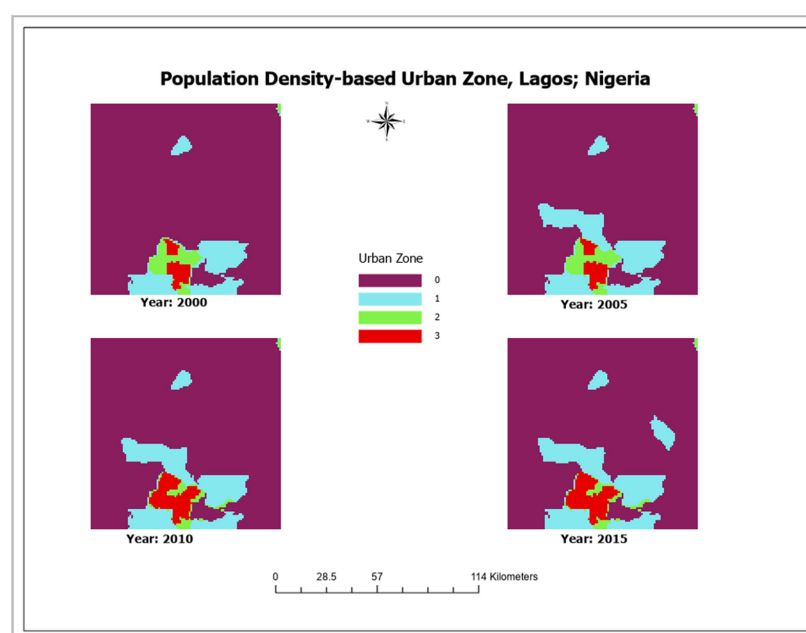 Population Density-based Urban Zone, Lagos; Nigeria
N
W E
S
Year: 2000
Urban Zone
0
1
2
3
Year: 2005
Year: 2010
Year: 2015
0 28.5 57 114 Kilometers